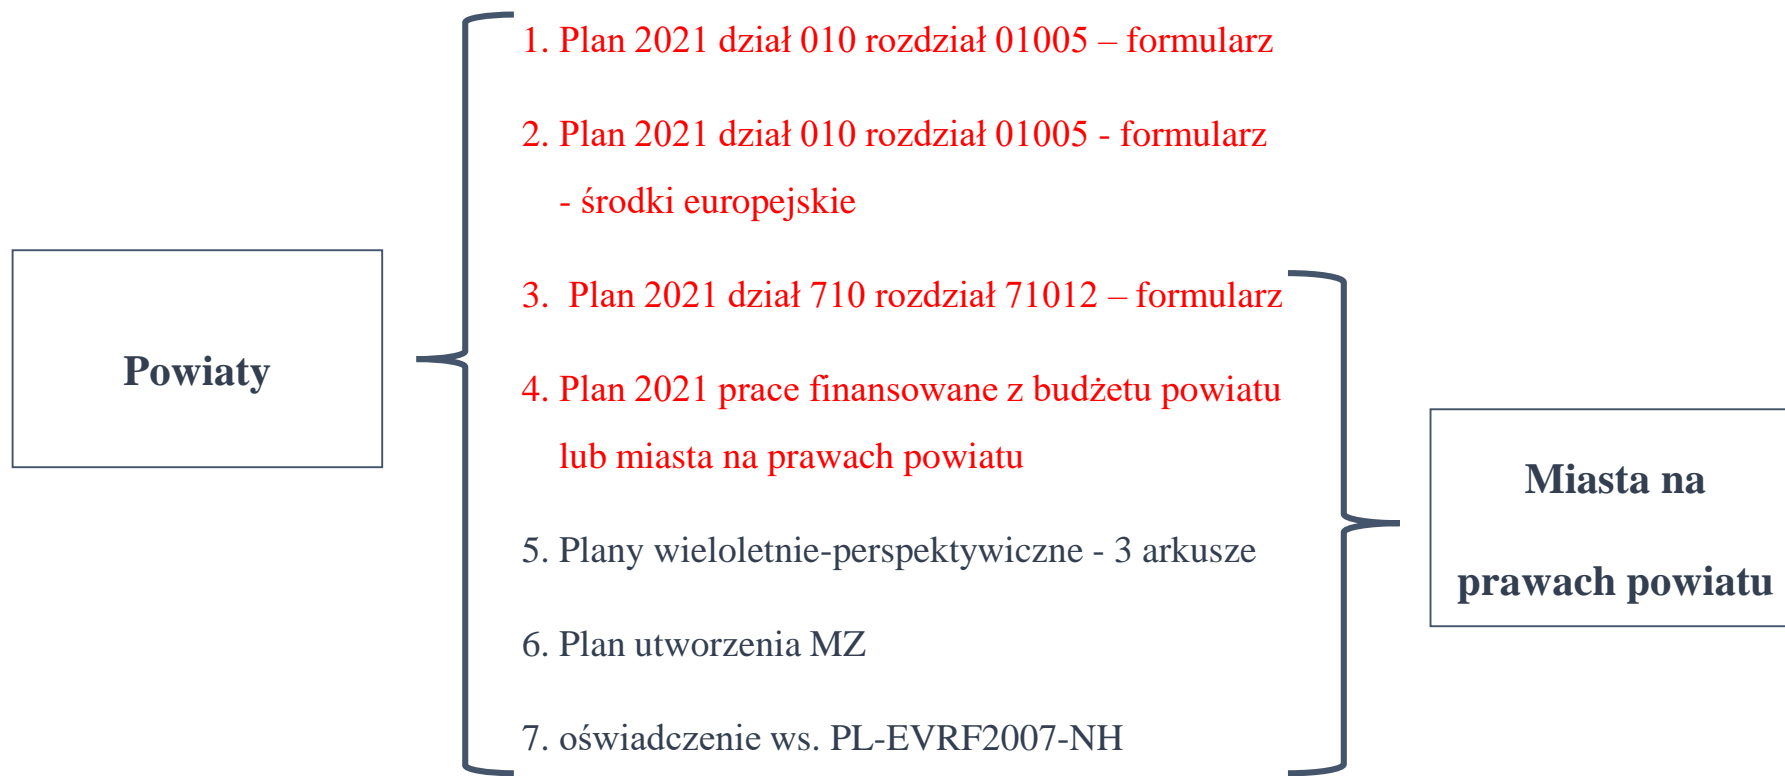 Powiaty
1. Plan 2021 dział 010 rozdział 01005 – formularz
2. Plan 2021 dział 010 rozdział 01005 - formularz
- środki europejskie
3. Plan 2021 dział 710 rozdział 71012 – formularz
4. Plan 2021 prace finansowane z budżetu powiatu
lub miasta na prawach powiatu
5. Plany wieloletnie-perspektywiczne - 3 arkusze
6. Plan utworzenia MZ
7. oświadczenie ws. PL-EVRF2007-NH
Miasta na
prawach powiatu